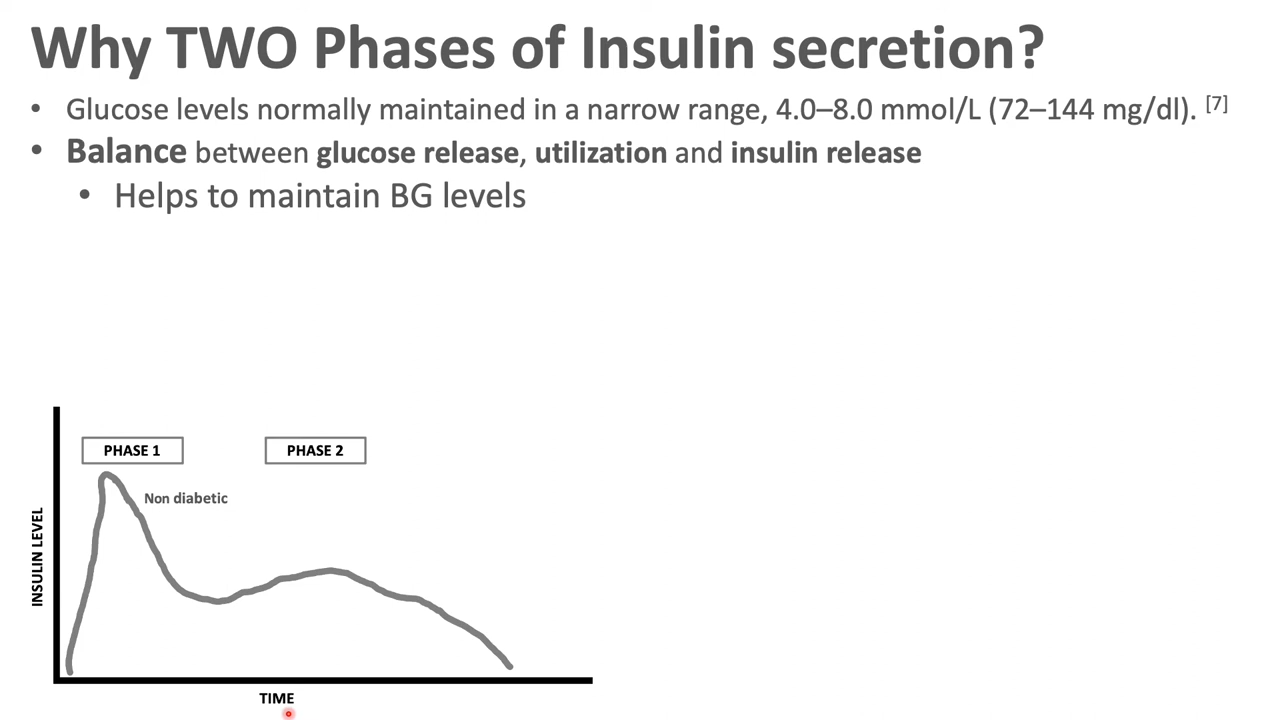 Why TWO Phases of Insulin secretion?
• Glucose levels normally maintained in a narrow range, 4.0–8.0 mmol/L (72–144 mg/dl). [7]
• Balance between glucose release, utilization and insulin release
• Helps to maintain BG levels
PHASE 1
PHASE 2
Non diabetic
INSULIN LEVEL
TIME